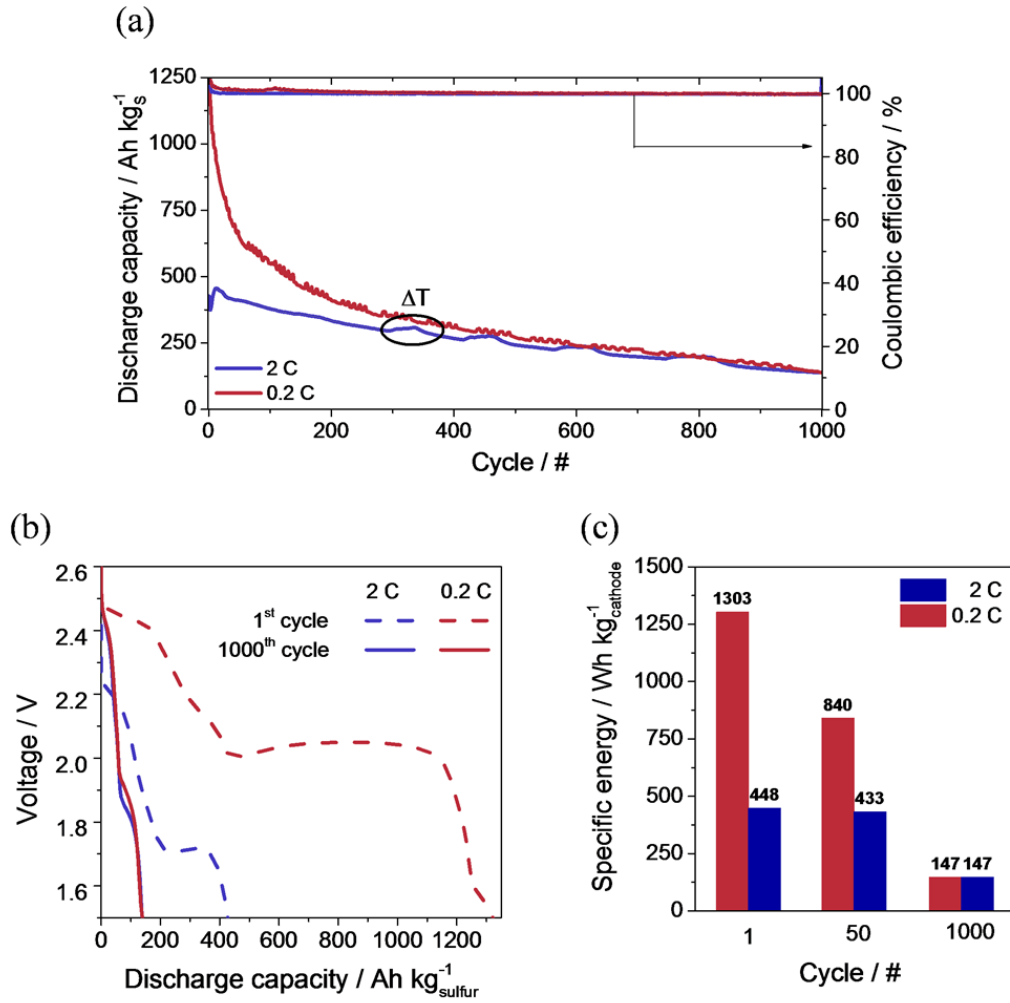 (a)
1250
1000
750
500
250
0
Discharge capacity / Ah kg⁻¹ₛ
ΔT
2 C
0.2 C
100
80
60
40
20
0
Coulombic efficiency / %
0 200 400 600 800 1000
Cycle / #
(b)
2.6
2.4
2.2
2.0
1.8
1.6
Voltage / V
2 C 0.2 C
1st cycle
1000th cycle
0 200 400 600 800 1000 1200
Discharge capacity / Ah kg⁻¹sulfur
(c)
1500
1250
1000
750
500
250
0
Specific energy / Wh kg⁻¹cathode
2 C
0.2 C
1303
448
840
433
147 147
1 50 1000
Cycle / #